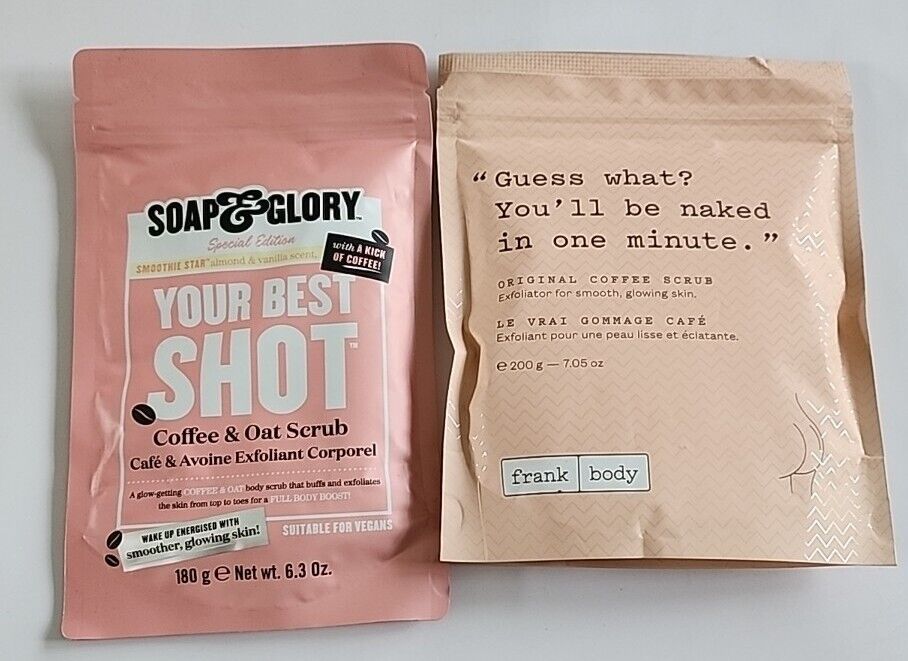 SOAP & GLORY™
Special Edition
SMOOTHIE STAR™ almond & vanilla scent,
with A KICK
OF COFFEE!
YOUR BEST
SHOT™
Coffee & Oat Scrub
Café & Avoine Exfoliant Corporel
A glow-getting COFFEE & OAT body scrub that buffs and exfoliates
the skin from top to toes for a FULL BODY BOOST!
WAKE UP ENERGISED WITH
smoother, glowing skin!
SUITABLE FOR VEGANS
180 g ℮ Net wt. 6.3 Oz.
“Guess what?
You'll be naked
in one minute.”
ORIGINAL COFFEE SCRUB
Exfoliator for smooth, glowing skin.
LE VRAI GOMMAGE CAFÉ
Exfoliant pour une peau lisse et éclatante.
℮ 200 g — 7.05 oz
frank body